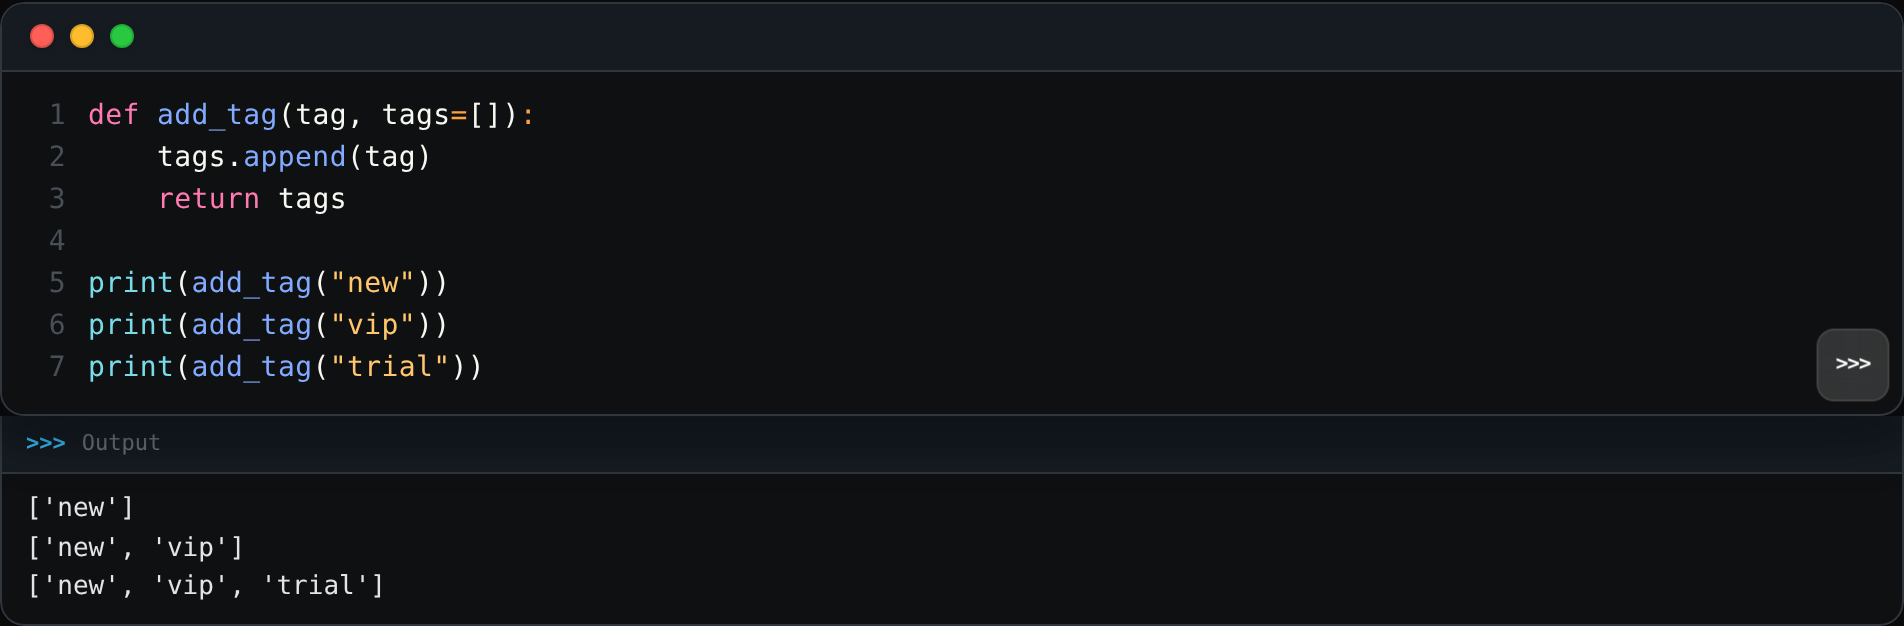 1 def add_tag(tag, tags=[]):
2     tags.append(tag)
3     return tags
4
5 print(add_tag("new"))
6 print(add_tag("vip"))
7 print(add_tag("trial"))
>>>
>>> Output
['new']
['new', 'vip']
['new', 'vip', 'trial']